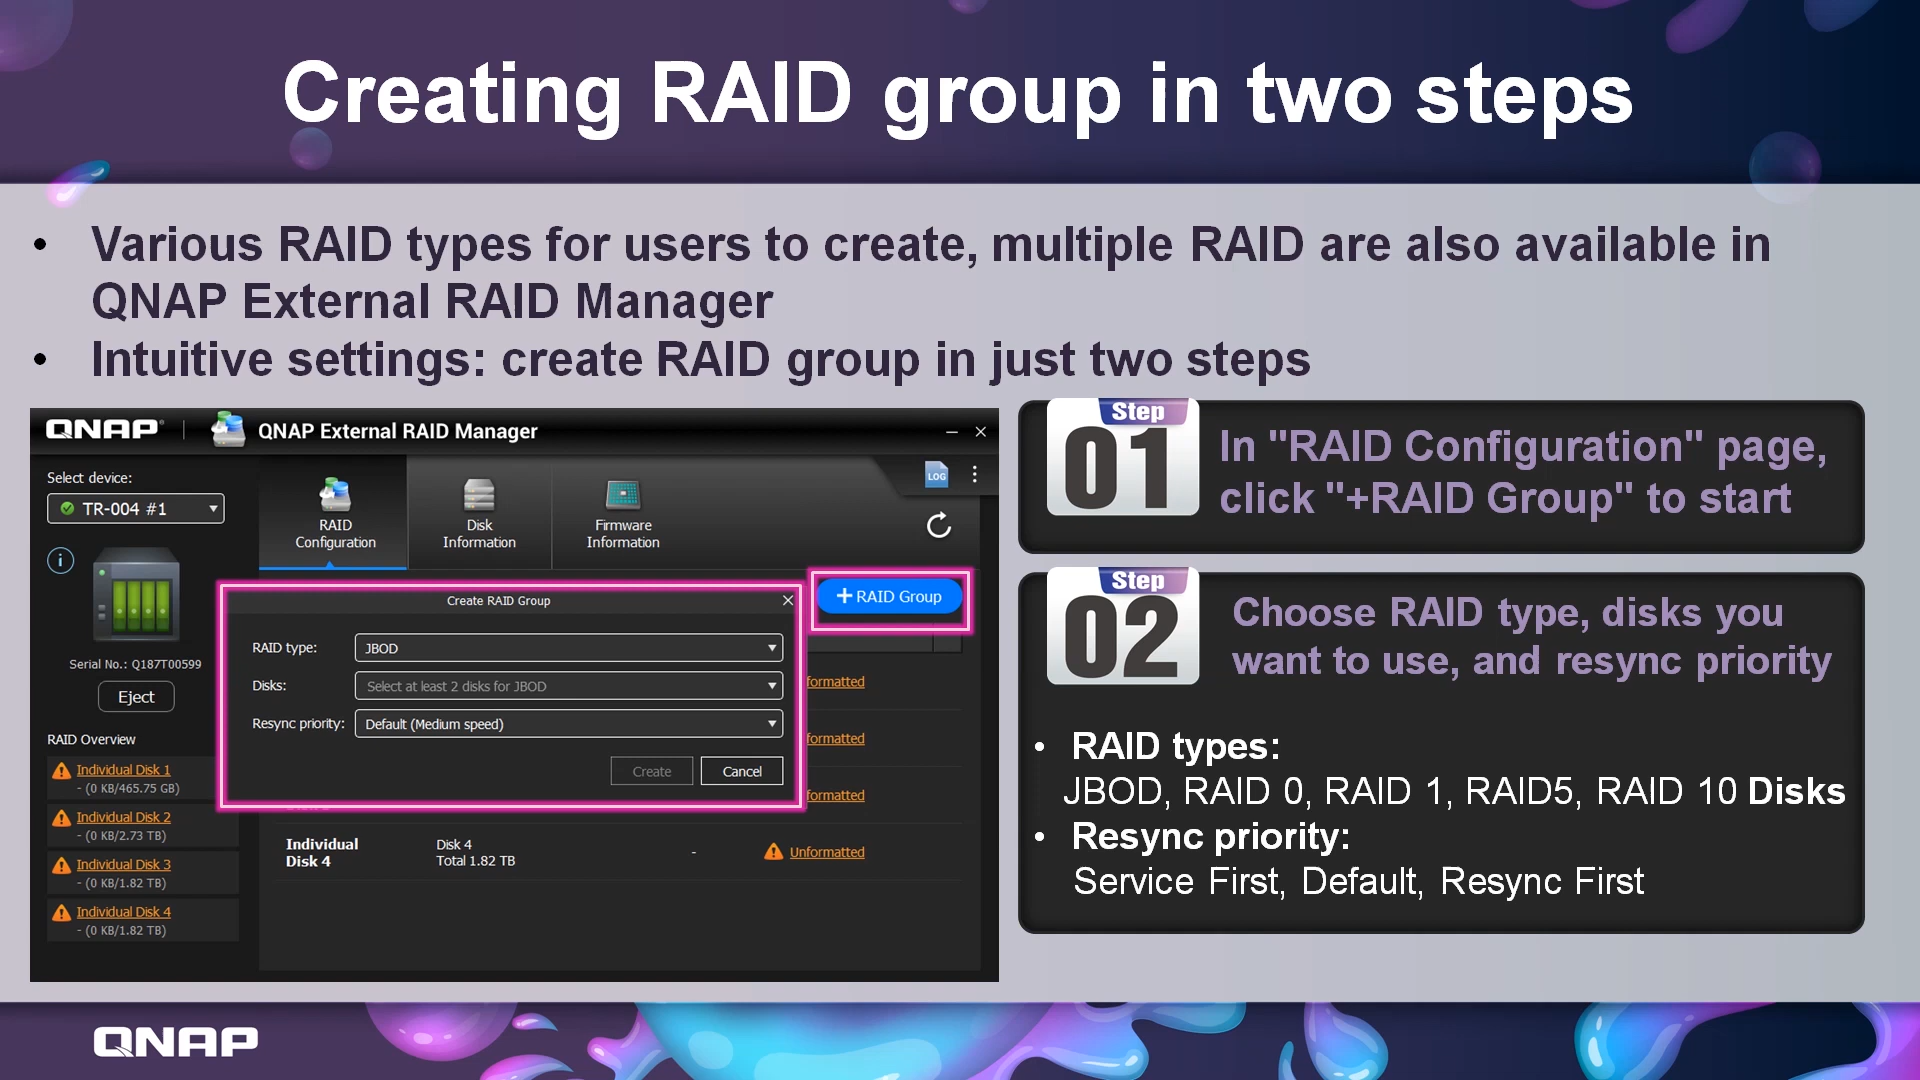 Creating RAID group in two steps
• Various RAID types for users to create, multiple RAID are also available in
QNAP External RAID Manager
• Intuitive settings: create RAID group in just two steps
QNAP | QNAP External RAID Manager
Select device:
TR-004 #1
RAID
Configuration
Disk
Information
Firmware
Information
LOG
Serial No.: Q187T00599
Eject
RAID Overview
Individual Disk 1
- (0 KB/465.75 GB)
Individual Disk 2
- (0 KB/2.73 TB)
Individual Disk 3
- (0 KB/1.82 TB)
Individual Disk 4
- (0 KB/1.82 TB)
+ RAID Group
Create RAID Group
RAID type:
JBOD
Disks:
Select at least 2 disks for JBOD
Resync priority:
Default (Medium speed)
Create
Cancel
formatted
formatted
formatted
Individual
Disk 4
Disk 4
Total 1.82 TB
-
Unformatted
Step
01
In "RAID Configuration" page,
click "+RAID Group" to start
Step
02
Choose RAID type, disks you
want to use, and resync priority
• RAID types:
JBOD, RAID 0, RAID 1, RAID5, RAID 10 Disks
• Resync priority:
Service First, Default, Resync First
QNAP